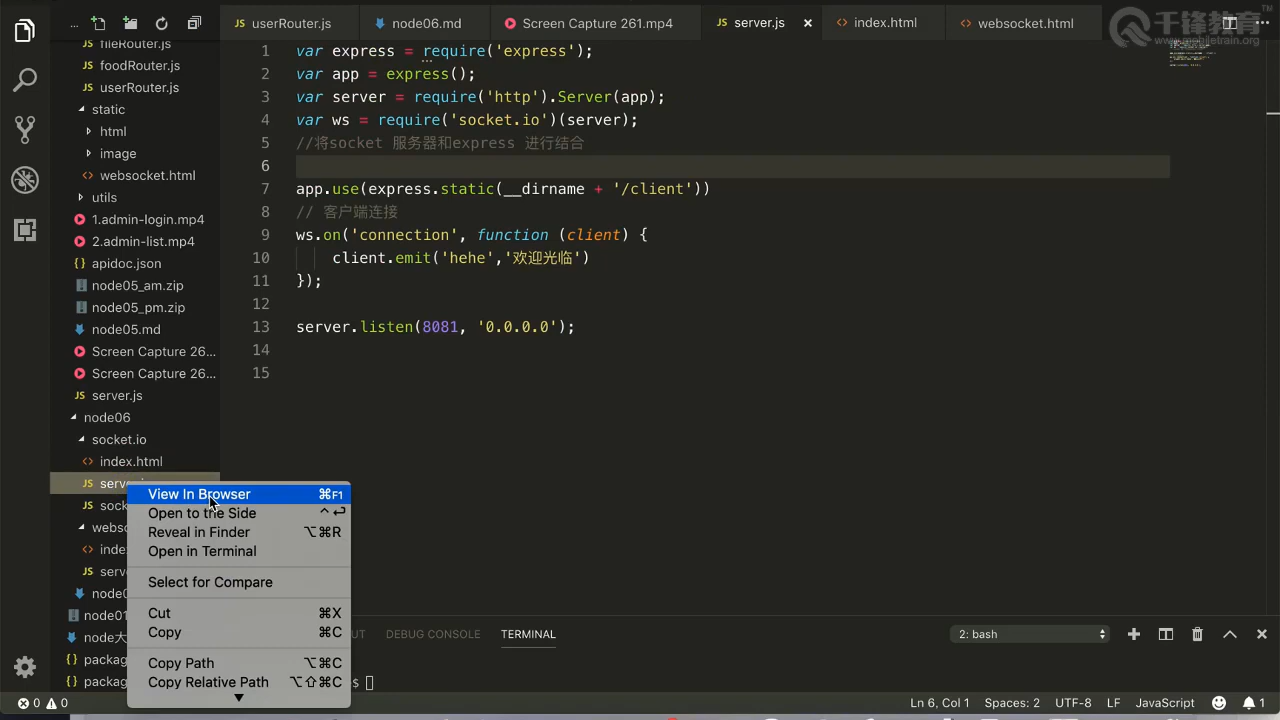 ...
userRouter.js
node06.md
Screen Capture 261.mp4
server.js
index.html
websocket.html
千锋教育
www.mobiletrain.org
fileRouter.js
foodRouter.js
userRouter.js
static
html
image
websocket.html
utils
1.admin-login.mp4
2.admin-list.mp4
apidoc.json
node05_am.zip
node05_pm.zip
node05.md
Screen Capture 26...
Screen Capture 26...
server.js
node06
socket.io
index.html
1 var express = require('express');
2 var app = express();
3 var server = require('http').Server(app);
4 var ws = require('socket.io')(server);
5 //将socket 服务器和express 进行结合
6
7 app.use(express.static(__dirname + '/client'))
8 // 客户端连接
9 ws.on('connection', function (client) {
10 client.emit('hehe','欢迎光临')
11 });
12
13 server.listen(8081, '0.0.0.0');
14
15
View In Browser ⌘F1
Open to the Side ⌃⏎
Reveal in Finder ⌥⌘R
Open in Terminal
Select for Compare
Cut ⌘X
Copy ⌘C
Copy Path ⌥⌘C
Copy Relative Path ⌥⇧⌘C
DEBUG CONSOLE
TERMINAL
2: bash
$
0 0
Ln 6, Col 1
Spaces: 2
UTF-8
LF
JavaScript
1